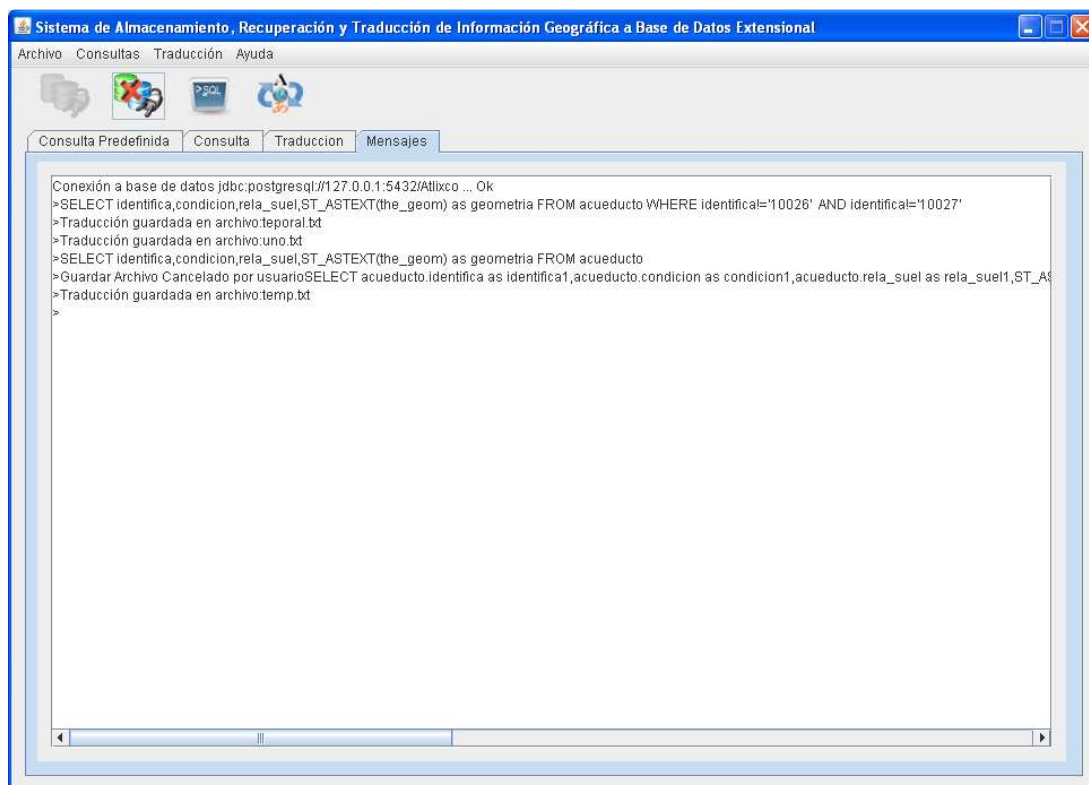 Sistema de Almacenamiento, Recuperación y Traducción de Información Geográfica a Base de Datos Extensional
Archivo Consultas Traducción Ayuda
>SQL
Consulta Predefinida Consulta Traduccion Mensajes
Conexión a base de datos jdbc:postgresql://127.0.0.1:5432/Atlixco ... Ok
>SELECT identifica,condicion,rela_suel,ST_ASTEXT(the_geom) as geometria FROM acueducto WHERE identifica!='10026' AND identifica!='10027'
>Traducción guardada en archivo:teporal.txt
>Traducción guardada en archivo:uno.txt
>SELECT identifica,condicion,rela_suel,ST_ASTEXT(the_geom) as geometria FROM acueducto
>Guardar Archivo Cancelado por usuarioSELECT acueducto.identifica as identifica1,acueducto.condicion as condicion1,acueducto.rela_suel as rela_suel1,ST_AS
>Traducción guardada en archivo:temp.txt
>